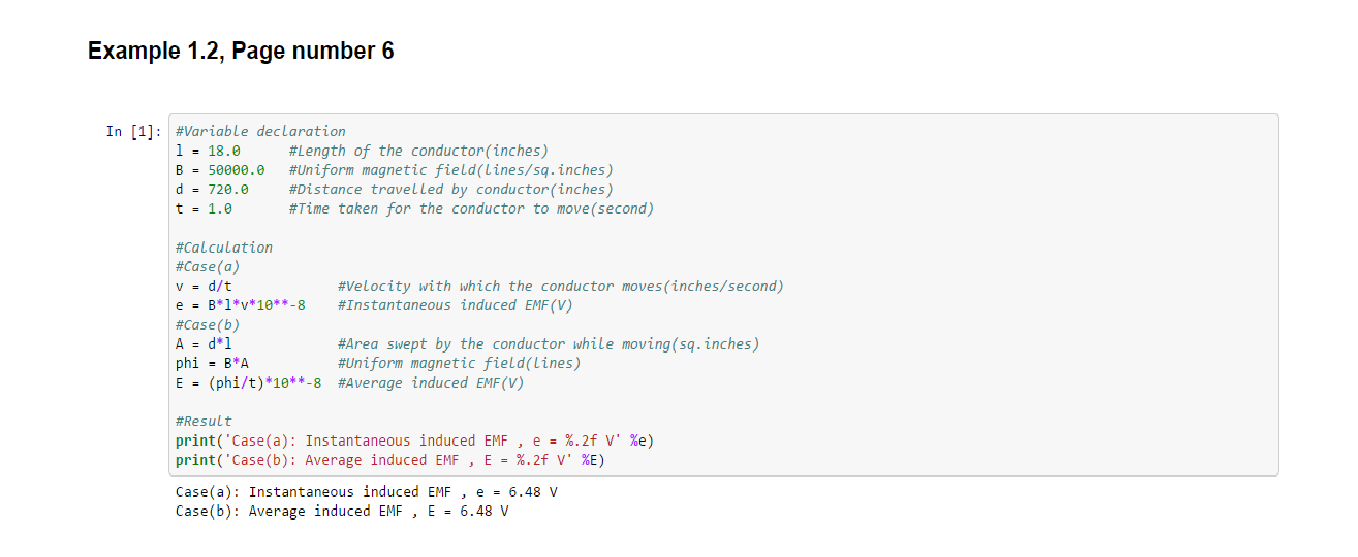 Example 1.2, Page number 6
In [1]:
#Variable declaration
l = 18.0      #Length of the conductor(inches)
B = 50000.0   #Uniform magnetic field(lines/sq.inches)
d = 720.0     #Distance travelled by conductor(inches)
t = 1.0       #Time taken for the conductor to move(second)
#Calculation
#Case(a)
v = d/t             #Velocity with which the conductor moves(inches/second)
e = B*l*v*10**-8    #Instantaneous induced EMF(V)
#Case(b)
A = d*l             #Area swept by the conductor while moving(sq.inches)
phi = B*A           #Uniform magnetic field(lines)
E = (phi/t)*10**-8  #Average induced EMF(V)
#Result
print('Case(a): Instantaneous induced EMF , e = %.2f V' %e)
print('Case(b): Average induced EMF , E = %.2f V' %E)
Case(a): Instantaneous induced EMF , e = 6.48 V
Case(b): Average induced EMF , E = 6.48 V